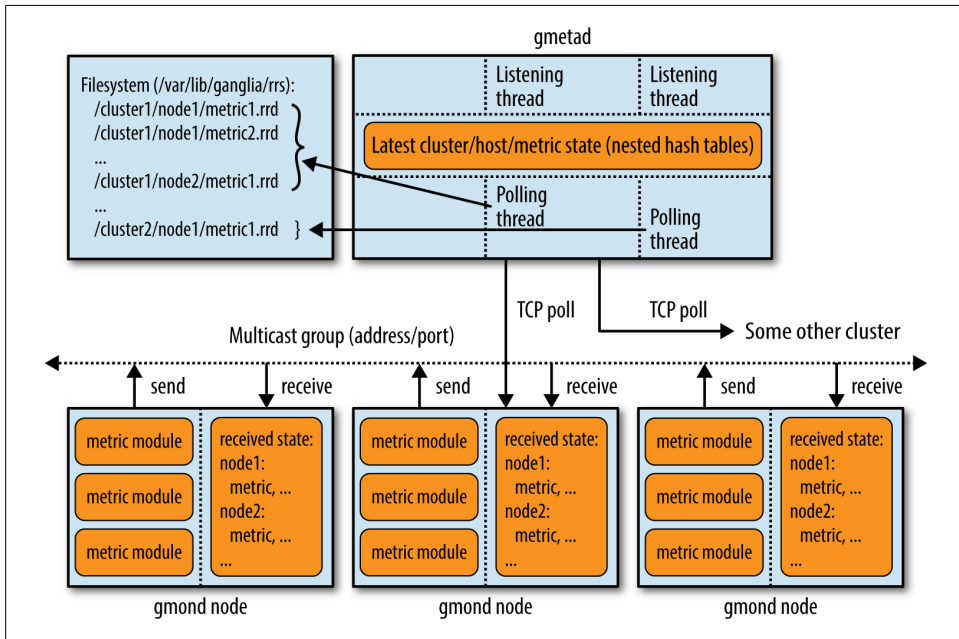 gmetad
Filesystem (/var/lib/ganglia/rrs):
/cluster1/node1/metric1.rrd
/cluster1/node1/metric2.rrd
...
/cluster1/node2/metric1.rrd
...
/cluster2/node1/metric1.rrd }
Listening
thread
Listening
thread
Latest cluster/host/metric state (nested hash tables)
Polling
thread
Polling
thread
TCP poll
TCP poll
Some other cluster
Multicast group (address/port)
send
receive
send
receive
send
receive
metric module
metric module
metric module
received state:
node1:
metric, ...
node2:
metric, ...
...
gmond node
metric module
metric module
metric module
received state:
node1:
metric, ...
node2:
metric, ...
...
gmond node
metric module
metric module
metric module
received state:
node1:
metric, ...
node2:
metric, ...
...
gmond node